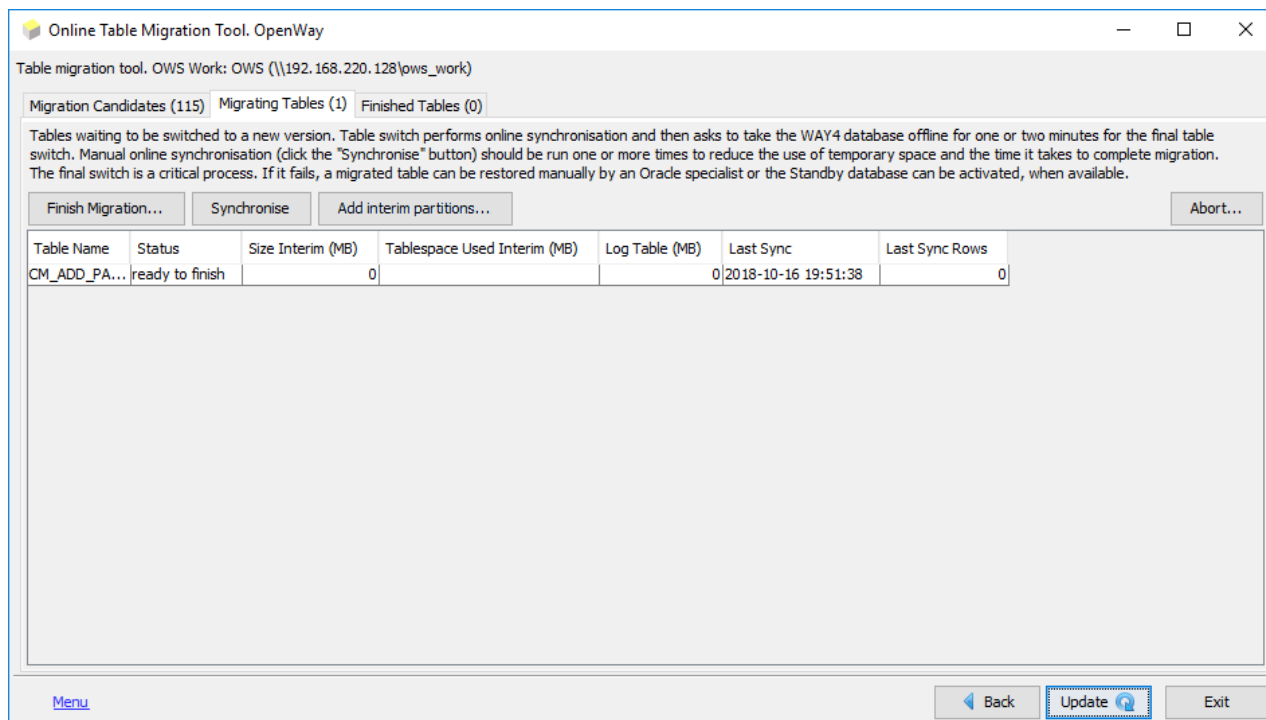 Online Table Migration Tool. OpenWay
Table migration tool. OWS Work: OWS (\\192.168.220.128\ows_work)
Migration Candidates (115) Migrating Tables (1) Finished Tables (0)
Tables waiting to be switched to a new version. Table switch performs online synchronisation and then asks to take the WAY4 database offline for one or two minutes for the final table
switch. Manual online synchronisation (click the "Synchronise" button) should be run one or more times to reduce the use of temporary space and the time it takes to complete migration.
The final switch is a critical process. If it fails, a migrated table can be restored manually by an Oracle specialist or the Standby database can be activated, when available.
Finish Migration... Synchronise Add interim partitions... Abort...
Table Name Status Size Interim (MB) Tablespace Used Interim (MB) Log Table (MB) Last Sync Last Sync Rows
CM_ADD_PA... ready to finish 0 0 2018-10-16 19:51:38 0
Menu Back Update Exit